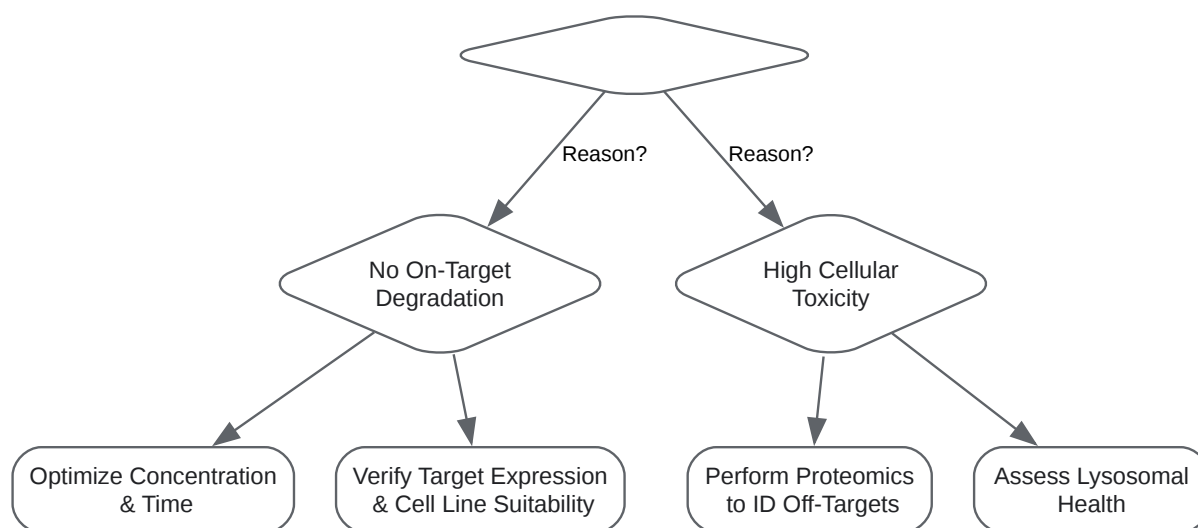 Reason?
Reason?
No On-Target
Degradation
High Cellular
Toxicity
Optimize Concentration
& Time
Verify Target Expression
& Cell Line Suitability
Perform Proteomics
to ID Off-Targets
Assess Lysosomal
Health